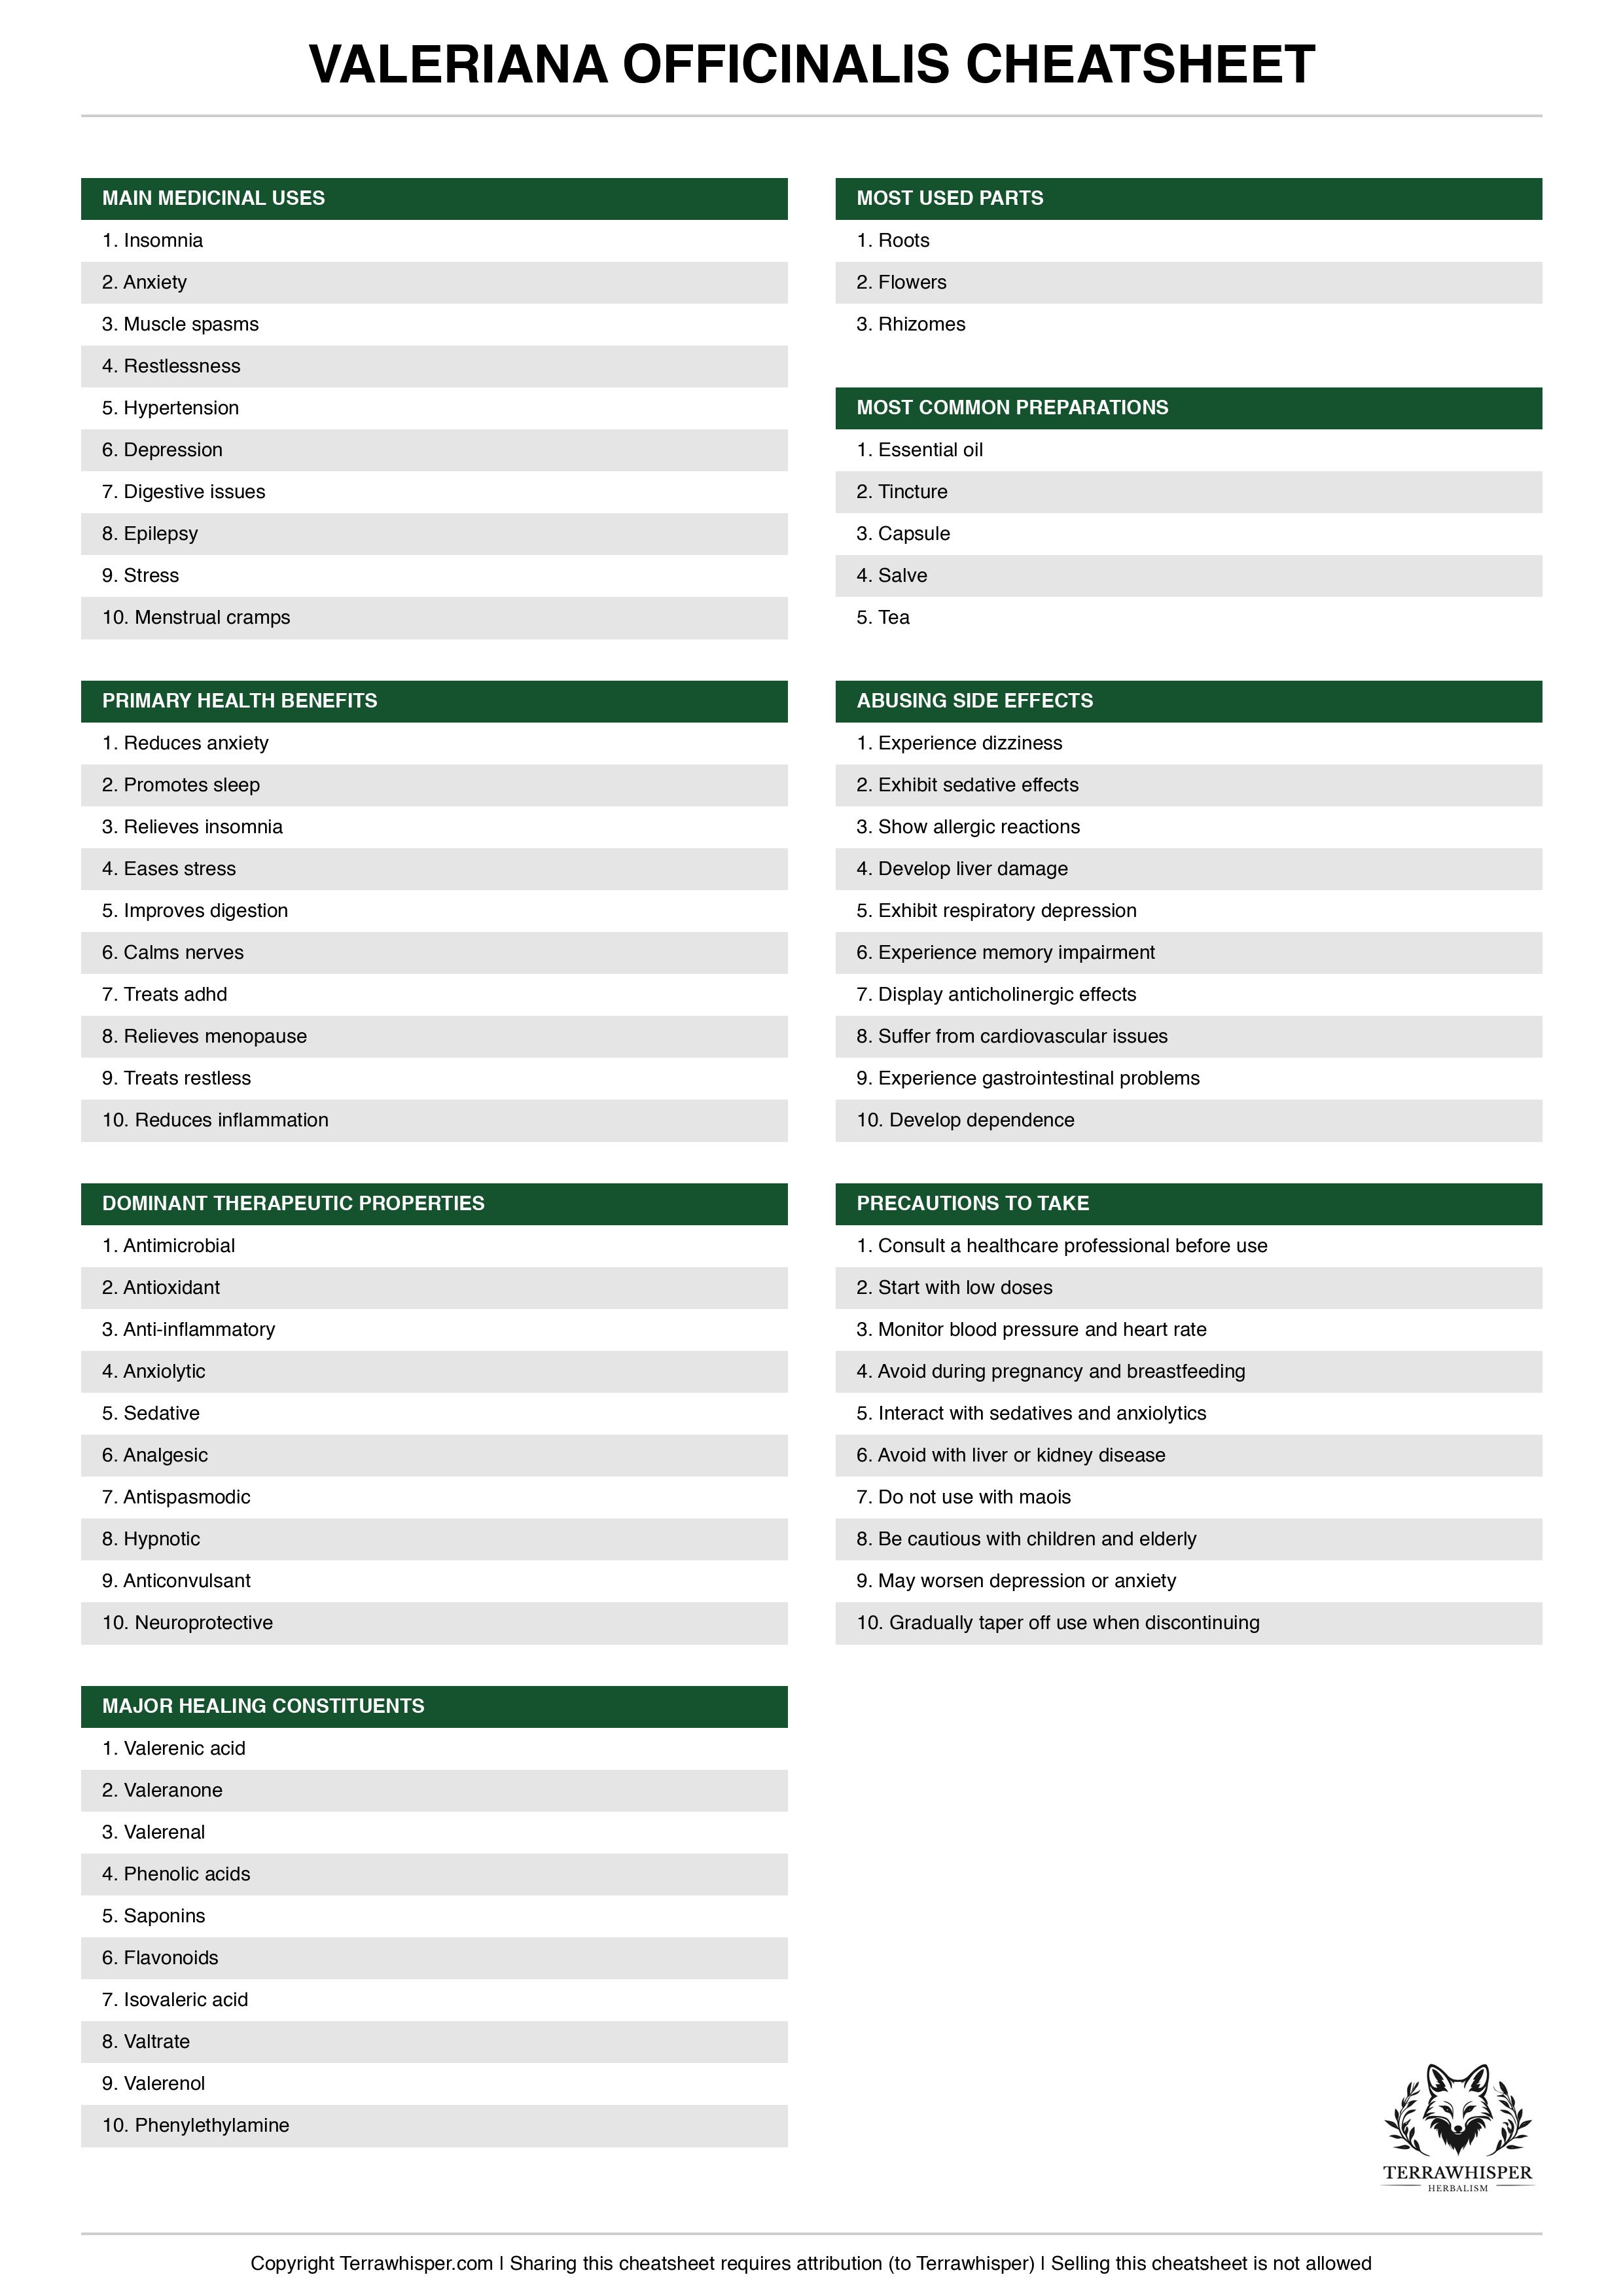 VALERIANA OFFICINALIS CHEATSHEET
MAIN MEDICINAL USES
1. Insomnia
2. Anxiety
3. Muscle spasms
4. Restlessness
5. Hypertension
6. Depression
7. Digestive issues
8. Epilepsy
9. Stress
10. Menstrual cramps
PRIMARY HEALTH BENEFITS
1. Reduces anxiety
2. Promotes sleep
3. Relieves insomnia
4. Eases stress
5. Improves digestion
6. Calms nerves
7. Treats adhd
8. Relieves menopause
9. Treats restless
10. Reduces inflammation
DOMINANT THERAPEUTIC PROPERTIES
1. Antimicrobial
2. Antioxidant
3. Anti-inflammatory
4. Anxiolytic
5. Sedative
6. Analgesic
7. Antispasmodic
8. Hypnotic
9. Anticonvulsant
10. Neuroprotective
MAJOR HEALING CONSTITUENTS
1. Valerenic acid
2. Valeranone
3. Valerenal
4. Phenolic acids
5. Saponins
6. Flavonoids
7. Isovaleric acid
8. Valtrate
9. Valerenol
10. Phenylethylamine
MOST USED PARTS
1. Roots
2. Flowers
3. Rhizomes
MOST COMMON PREPARATIONS
1. Essential oil
2. Tincture
3. Capsule
4. Salve
5. Tea
ABUSING SIDE EFFECTS
1. Experience dizziness
2. Exhibit sedative effects
3. Show allergic reactions
4. Develop liver damage
5. Exhibit respiratory depression
6. Experience memory impairment
7. Display anticholinergic effects
8. Suffer from cardiovascular issues
9. Experience gastrointestinal problems
10. Develop dependence
PRECAUTIONS TO TAKE
1. Consult a healthcare professional before use
2. Start with low doses
3. Monitor blood pressure and heart rate
4. Avoid during pregnancy and breastfeeding
5. Interact with sedatives and anxiolytics
6. Avoid with liver or kidney disease
7. Do not use with maois
8. Be cautious with children and elderly
9. May worsen depression or anxiety
10. Gradually taper off use when discontinuing
TERRAWHISPER
HERBALISM
Copyright Terrawhisper.com | Sharing this cheatsheet requires attribution (to Terrawhisper) | Selling this cheatsheet is not allowed